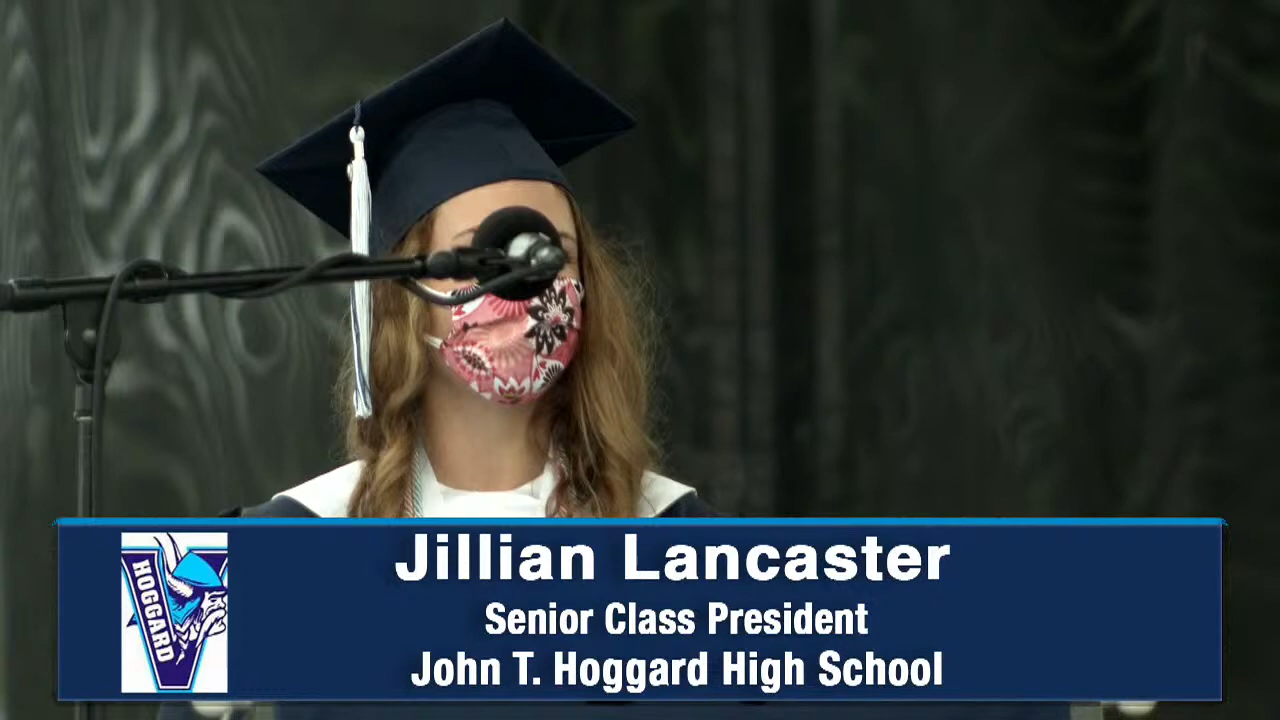 HOGGARD
Jillian Lancaster
Senior Class President
John T. Hoggard High School